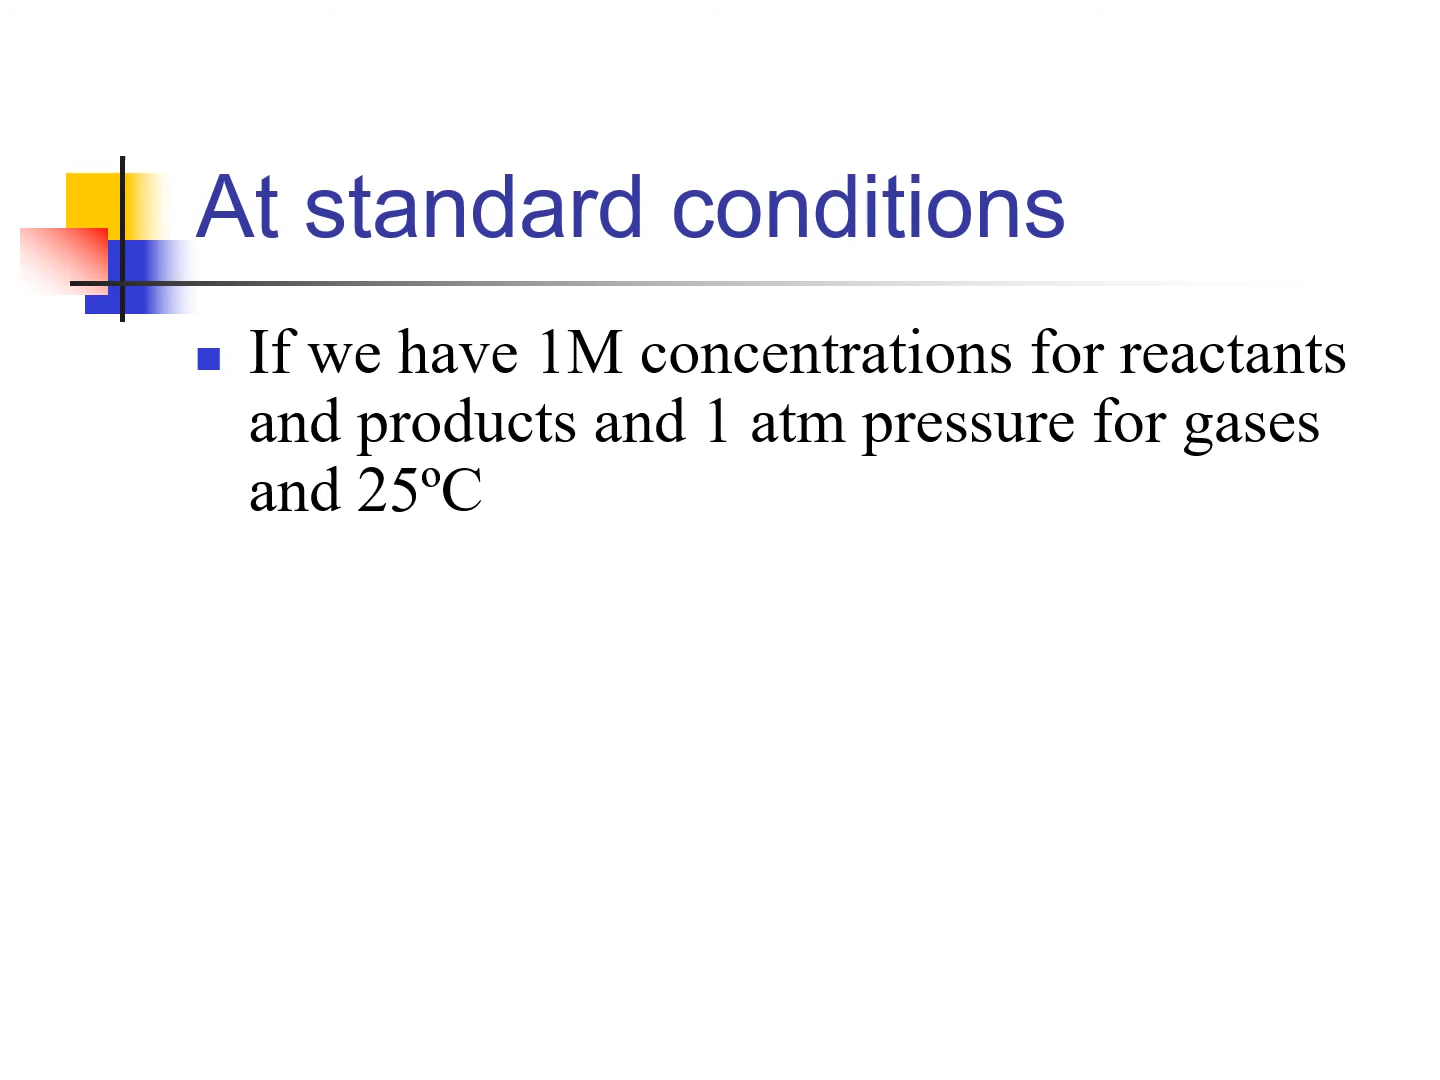 At standard conditions
If we have 1M concentrations for reactants
and products and 1 atm pressure for gases
and 25ºC